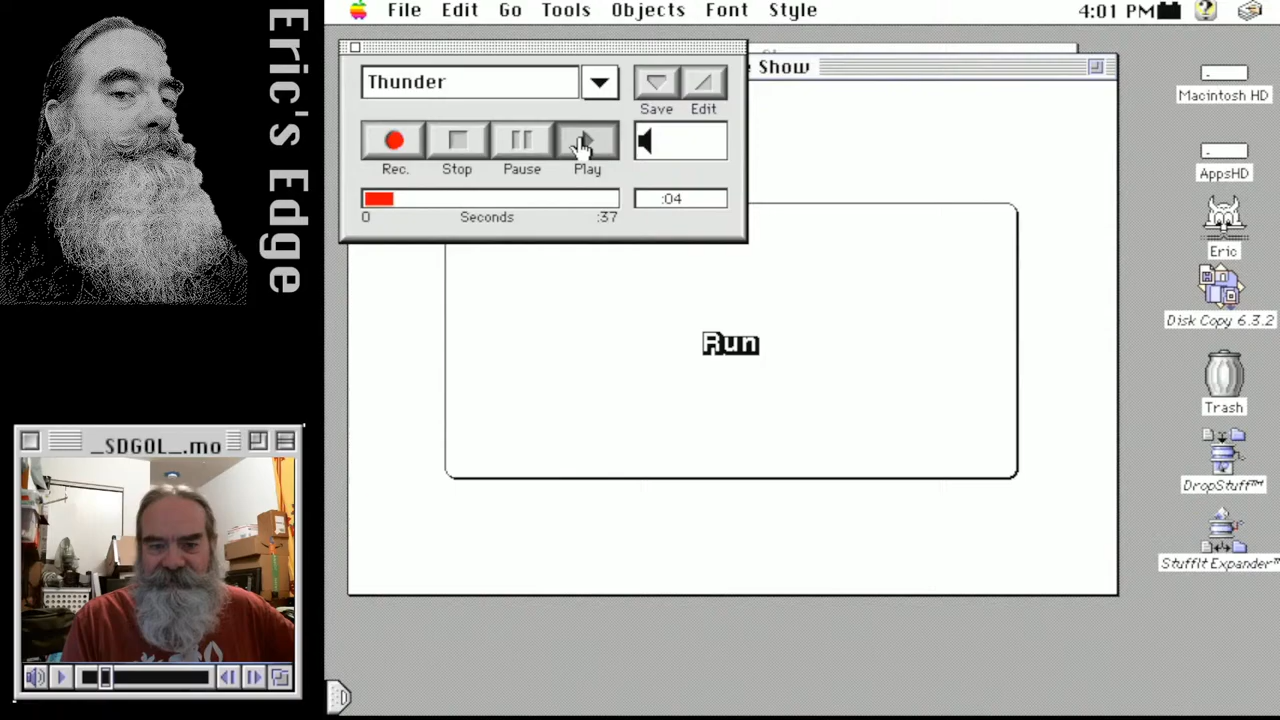 Eric's Edge
File Edit Go Tools Objects Font Style
4:01 PM
Show
Thunder
Save Edit
Rec. Stop Pause Play
:04
0 Seconds :37
Run
Macintosh HD
AppsHD
Eric
Disk Copy 6.3.2
Trash
DropStuff™
StuffIt Expander™
_SDGOL_.mo